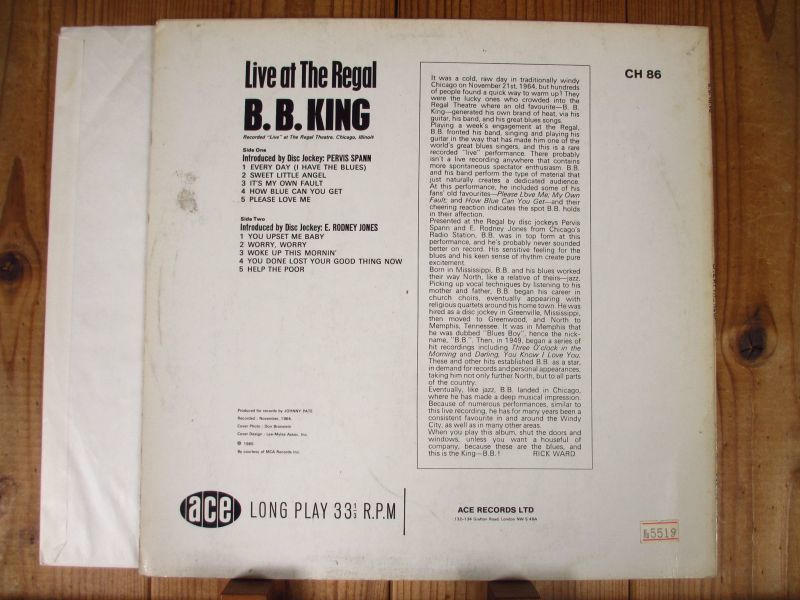 Live at The Regal
B. B. KING
Recorded "Live" at The Regal Theatre, Chicago, Illinois
Side One
Introduced by Disc Jockey: PERVIS SPANN
1 EVERY DAY (I HAVE THE BLUES)
2 SWEET LITTLE ANGEL
3 IT'S MY OWN FAULT
4 HOW BLUE CAN YOU GET
5 PLEASE LOVE ME
Side Two
Introduced by Disc Jockey: E. RODNEY JONES
1 YOU UPSET ME BABY
2 WORRY, WORRY
3 WOKE UP THIS MORNIN'
4 YOU DONE LOST YOUR GOOD THING NOW
5 HELP THE POOR
Produced for records by JOHNNY PATE
Recorded : November, 1964.
Cover Photo : Don Bronstein
Cover Design : Lee-Myles Assoc. Inc.
℗ 1965
By courtesy of MCA Records Inc.
ace LONG PLAY 33⅓ R.P.M
CH 86
It was a cold, raw day in traditionally windy
Chicago on November 21st, 1964, but hundreds
of people found a quick way to warm up! They
were the lucky ones who crowded into the
Regal Theatre where an old favourite—B. B.
King—generated his own brand of heat, via his
guitar, his band, and his great blues songs.
Playing a week's engagement at the Regal,
B.B. fronted his band, singing and playing his
guitar in the way that has made him one of the
world's great blues singers, and this is a rare
recorded "live" performance. There probably
isn't a live recording anywhere that contains
more spontaneous spectator enthusiasm. B.B.
and his band perform the type of material that
just naturally creates a dedicated audience.
At this performance, he included some of his
fans' old favourites—Please Love Me, My Own
Fault, and How Blue Can You Get—and their
cheering reaction indicates the spot B.B. holds
in their affection.
Presented at the Regal by disc jockeys Pervis
Spann and E. Rodney Jones from Chicago's
Radio Station, B.B. was in top form at this
performance, and he's probably never sounded
better on record. His sensitive feeling for the
blues and his keen sense of rhythm create pure
excitement.
Born in Mississippi, B.B. and his blues worked
their way North, like a relative of theirs—jazz.
Picking up vocal techniques by listening to his
mother and father, B.B. began his career in
church choirs, eventually appearing with
religious quartets around his home town. He was
hired as a disc jockey in Greenville, Mississippi,
then moved to Greenwood, and North to
Memphis, Tennessee. It was in Memphis that
he was dubbed "Blues Boy", hence the nick-
name, "B.B.". Then, in 1949, began a series of
hit recordings including Three O'clock in the
Morning and Darling, You Know I Love You.
These and other hits established B.B. as a star,
in demand for records and personal appearances,
taking him not only further North, but to all parts
of the country.
Eventually, like jazz, B.B. landed in Chicago,
where he has made a deep musical impression.
Because of numerous performances, similar to
this live recording, he has for many years been a
consistent favourite in and around the Windy
City, as well as in many other areas.
When you play this album, shut the doors and
windows, unless you want a houseful of
company, because these are the blues, and
this is the King—B.B.! RICK WARD
ACE RECORDS LTD
132-134 Grafton Road, London NW 5 4BA
№5519